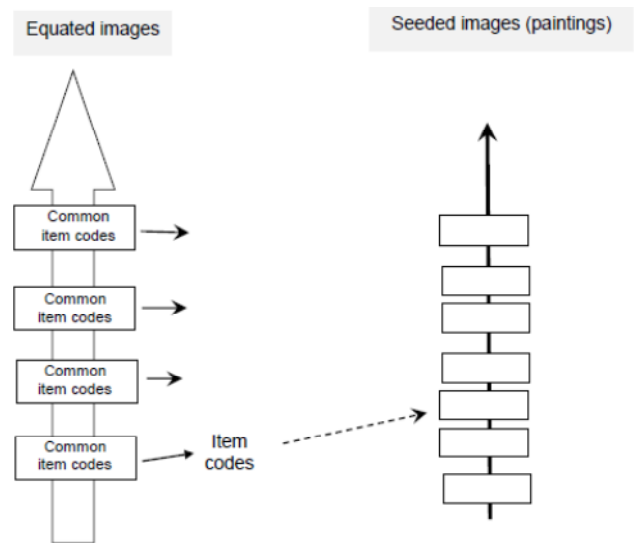 Equated images
Seeded images (paintings)
Common
item codes
Common
item codes
Common
item codes
Common
item codes
Item
codes